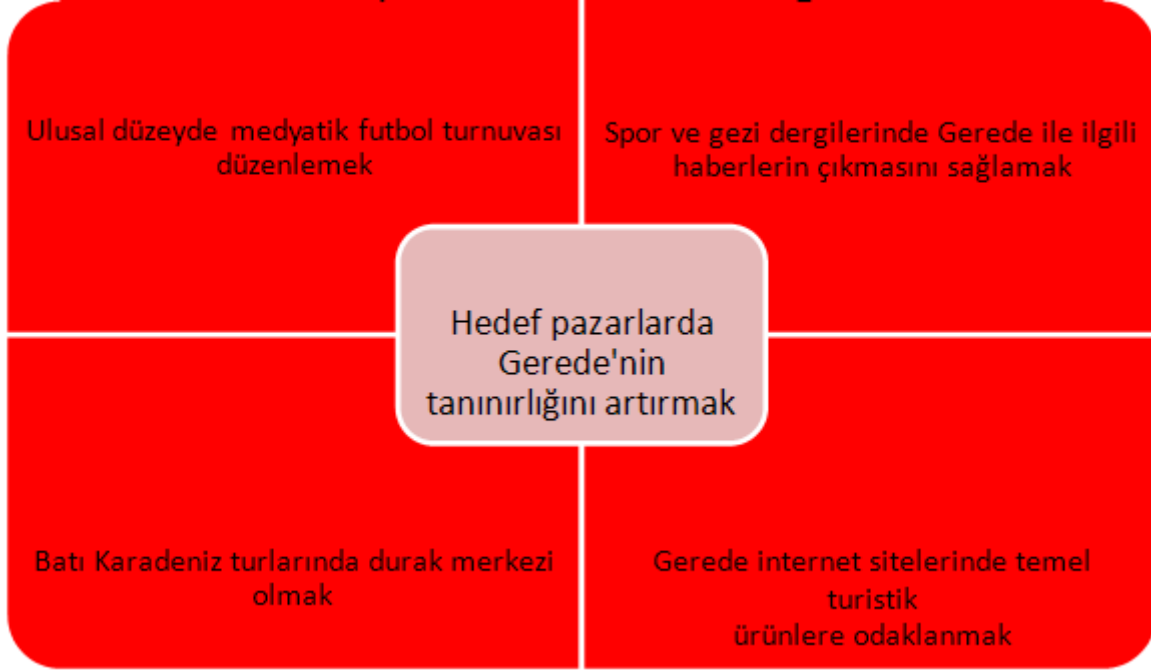 Ulusal düzeyde medyatik futbol turnuvası
düzenlemek
Spor ve gezi dergilerinde Gerede ile ilgili
haberlerin çıkmasını sağlamak
Hedef pazarlarda
Gerede'nin
tanınırlığını artırmak
Batı Karadeniz turlarında durak merkezi
olmak
Gerede internet sitelerinde temel
turistik
ürünlere odaklanmak